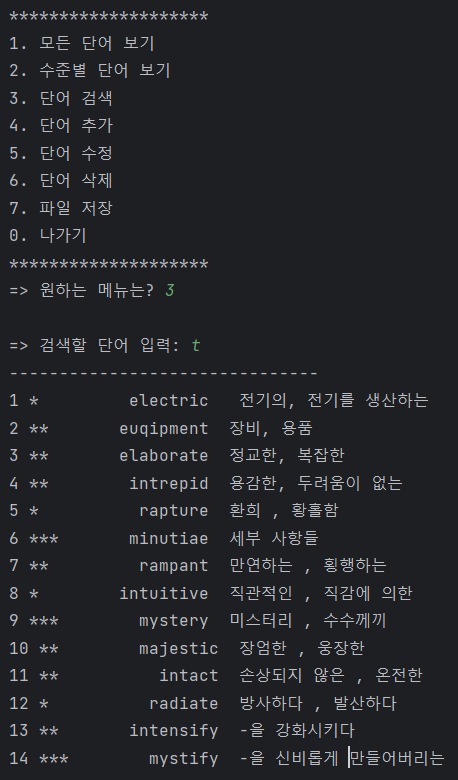 ********************
1. 모든 단어 보기
2. 수준별 단어 보기
3. 단어 검색
4. 단어 추가
5. 단어 수정
6. 단어 삭제
7. 파일 저장
0. 나가기
********************
=> 원하는 메뉴는? 3
=> 검색할 단어 입력: t
-------------------------------
1 * electric 전기의, 전기를 생산하는
2 ** euqipment 장비, 용품
3 ** elaborate 정교한, 복잡한
4 ** intrepid 용감한, 두려움이 없는
5 * rapture 환희 , 황홀함
6 *** minutiae 세부 사항들
7 ** rampant 만연하는 , 횡행하는
8 * intuitive 직관적인 , 직감에 의한
9 *** mystery 미스터리 , 수수께끼
10 ** majestic 장엄한 , 웅장한
11 ** intact 손상되지 않은 , 온전한
12 * radiate 방사하다 , 발산하다
13 ** intensify -을 강화시키다
14 *** mystify -을 신비롭게 만들어버리는